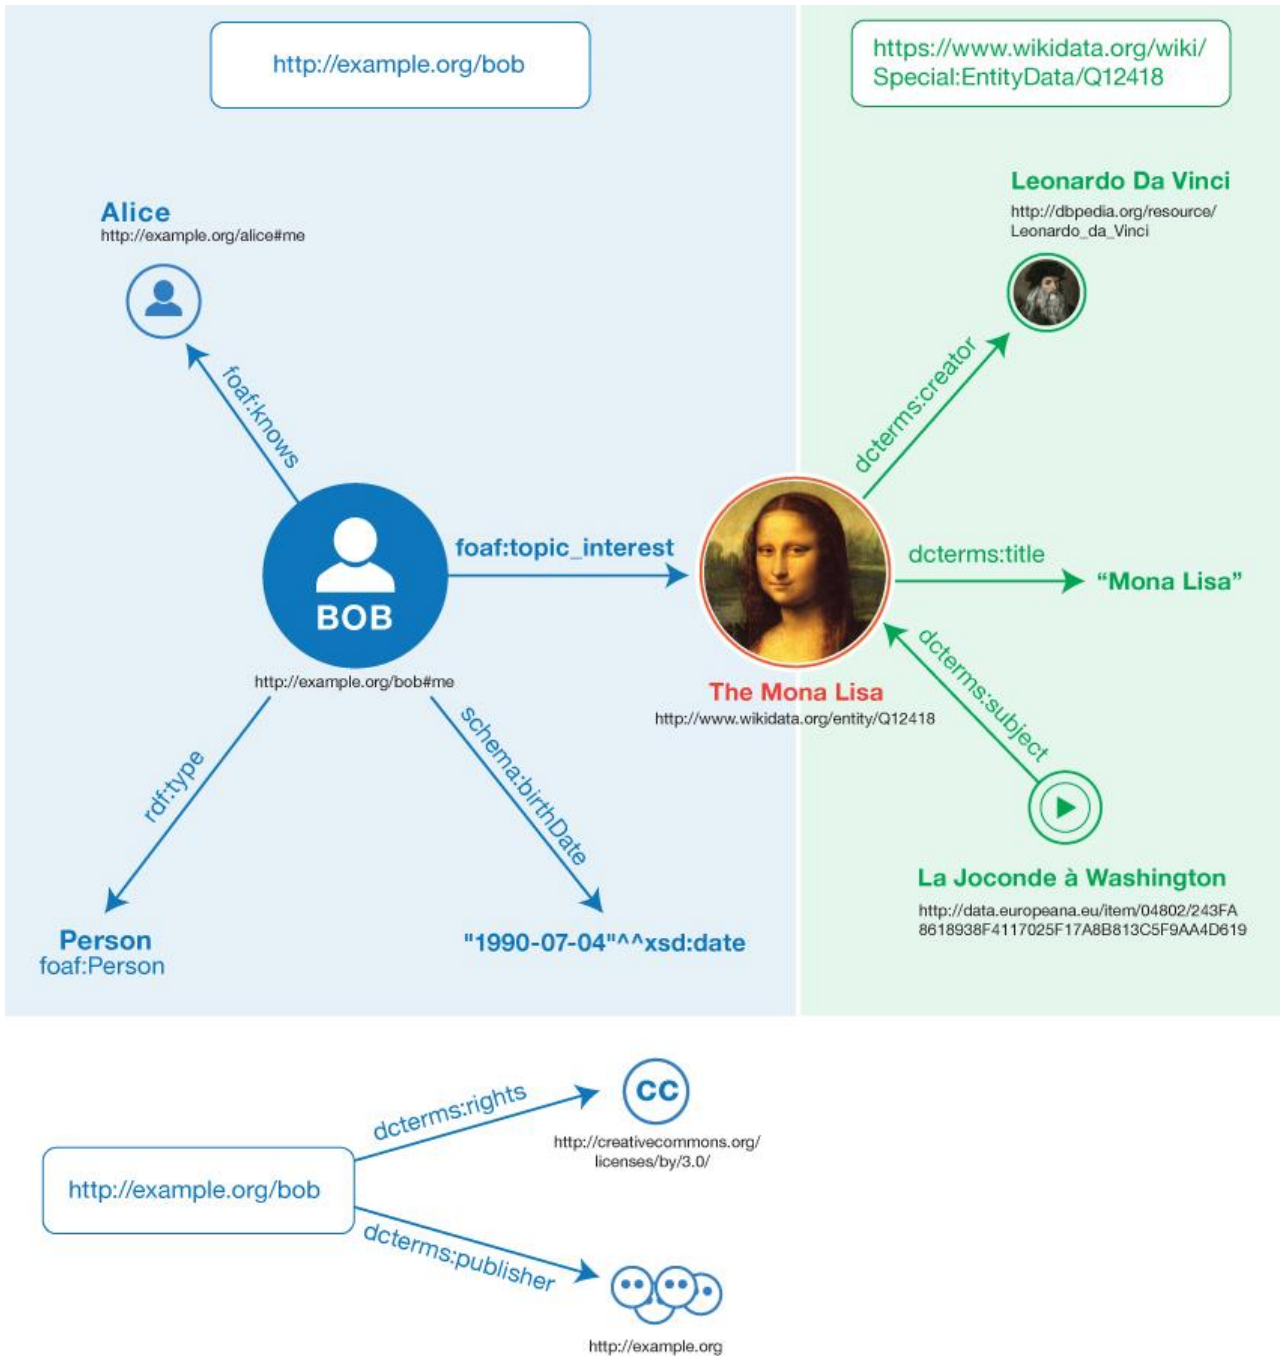 http://example.org/bob
https://www.wikidata.org/wiki/
Special:EntityData/Q12418
Alice
http://example.org/alice#me
Leonardo Da Vinci
http://dbpedia.org/resource/
Leonardo_da_Vinci
foaf:knows
dcterms:creator
foaf:topic_interest
BOB
http://example.org/bob#me
dcterms:title
“Mona Lisa”
The Mona Lisa
http://www.wikidata.org/entity/Q12418
dcterms:subject
rdf:type
schema:birthDate
La Joconde à Washington
http://data.europeana.eu/item/04802/243FA
8618938F4117025F17A8B813C5F9AA4D619
Person
foaf:Person
"1990-07-04"^^xsd:date
dcterms:rights
cc
http://creativecommons.org/
licenses/by/3.0/
http://example.org/bob
dcterms:publisher
http://example.org